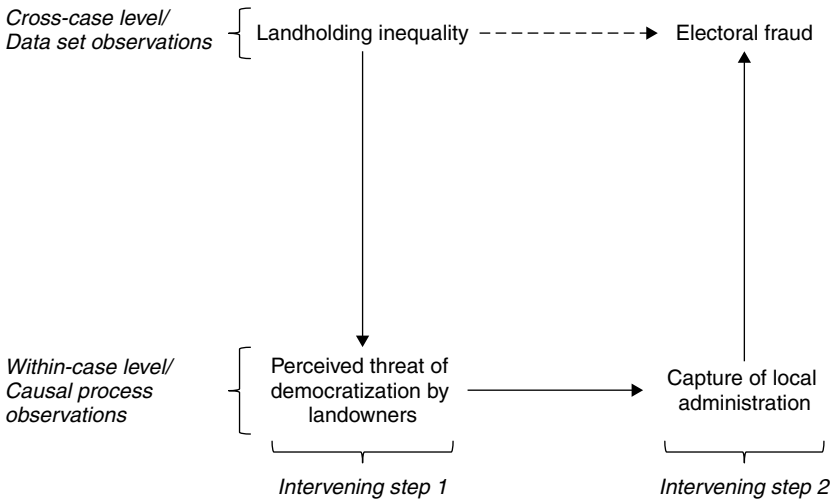 Cross-case level/
Data set observations
Landholding inequality
Electoral fraud
Within-case level/
Causal process
observations
Perceived threat of
democratization by
landowners
Capture of local
administration
Intervening step 1
Intervening step 2